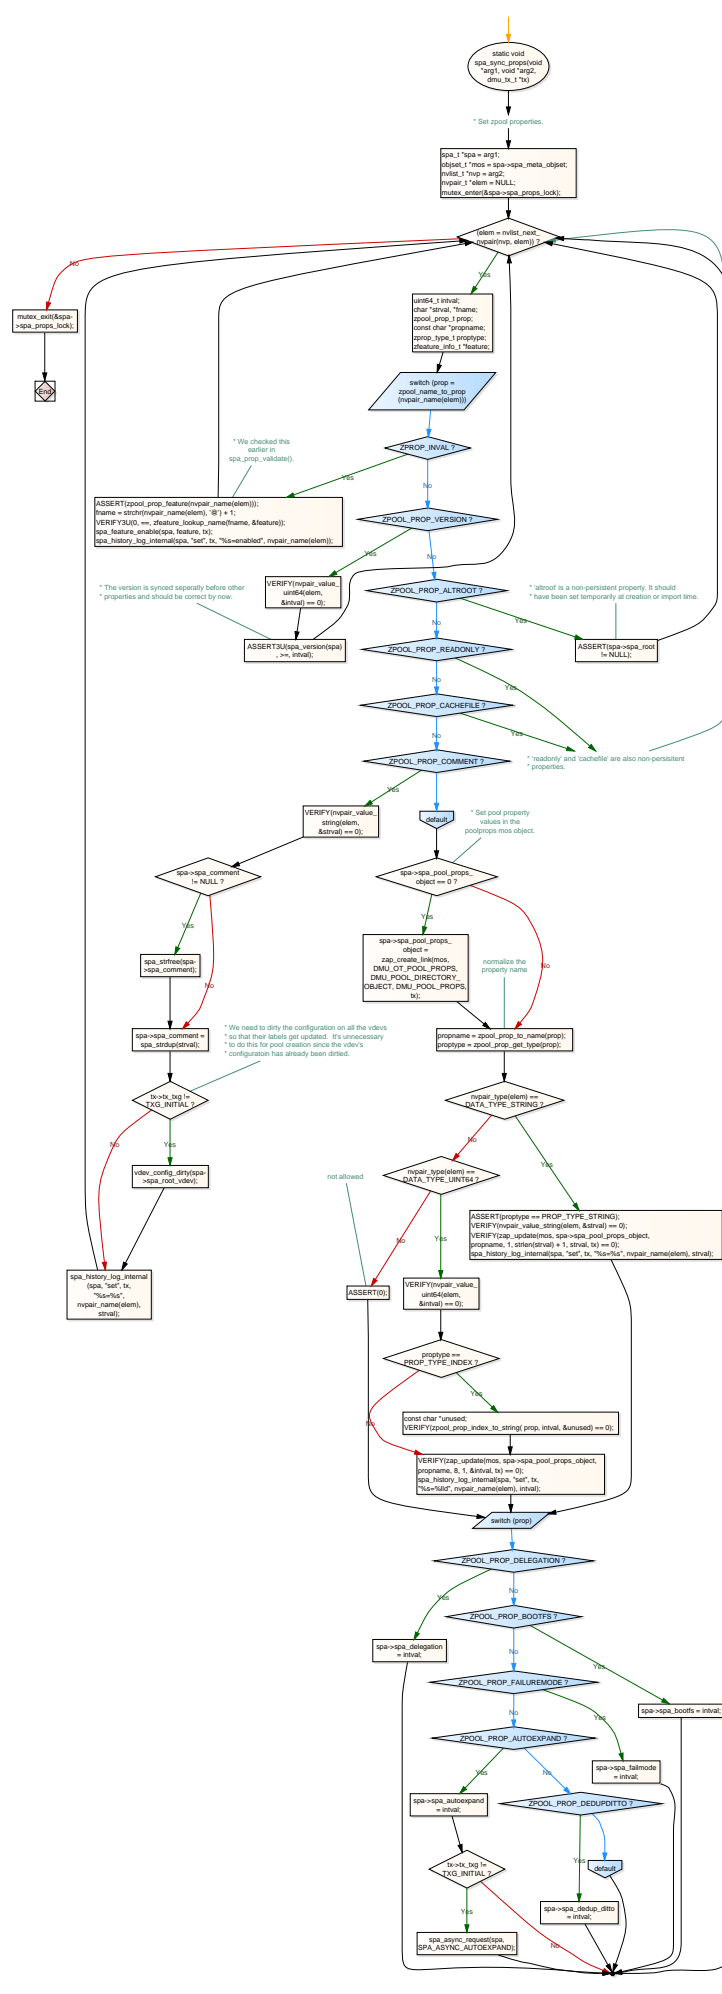 static void
spa_sync_props(void
*arg1, void *arg2,
dmu_tx_t *tx)
* Set zpool properties.
spa_t *spa = arg1;
objset_t *mos = spa->spa_meta_objset;
nvlist_t *nvp = arg2;
nvpair_t *elem = NULL;
mutex_enter(&spa->spa_props_lock);
(elem = nvlist_next_
nvpair(nvp, elem)) ?
No
Yes
mutex_exit(&spa-
>spa_props_lock);
End
uint64_t intval;
char *strval, *fname;
zpool_prop_t prop;
const char *propname;
zprop_type_t proptype;
zfeature_info_t *feature;
switch (prop =
zpool_name_to_prop
(nvpair_name(elem)))
ZPROP_INVAL ?
* We checked this
earlier in
spa_prop_validate().
Yes
No
ASSERT(zpool_prop_feature(nvpair_name(elem)));
fname = strchr(nvpair_name(elem), '@') + 1;
VERIFY3U(0, ==, zfeature_lookup_name(fname, &feature));
spa_feature_enable(spa, feature, tx);
spa_history_log_internal(spa, "set", tx, "%s=enabled", nvpair_name(elem));
ZPOOL_PROP_VERSION ?
Yes
No
* The version is synced seperatly before other
* properties and should be correct by now.
VERIFY(nvpair_value_
uint64(elem,
&intval) == 0);
ZPOOL_PROP_ALTROOT ?
* 'altroot' is a non-persistent property. It should
* have been set temporarily at creation or import time.
No
Yes
ASSERT3U(spa_version(spa)
, >=, intval);
ZPOOL_PROP_READONLY ?
ASSERT(spa->spa_root
!= NULL);
No
Yes
ZPOOL_PROP_CACHEFILE ?
No
Yes
* 'readonly' and 'cachefile' are also non-persisitent
* properties.
ZPOOL_PROP_COMMENT ?
Yes
VERIFY(nvpair_value_
string(elem,
&strval) == 0);
default
* Set pool property
values in the
poolprops mos object.
spa->spa_comment
!= NULL ?
spa->spa_pool_props_
object == 0 ?
Yes
No
Yes
No
spa_strfree(spa-
>spa_comment);
spa->spa_pool_props_
object =
zap_create_link(mos,
DMU_OT_POOL_PROPS,
DMU_POOL_DIRECTORY_
OBJECT, DMU_POOL_PROPS,
tx);
normalize the
property name
spa->spa_comment =
spa_strdup(strval);
* We need to dirty the configuration on all the vdevs
* so that their labels get updated.  It's unnecessary
* to do this for pool creation since the vdev's
* configuratoin has already been dirtied.
propname = zpool_prop_to_name(prop);
proptype = zpool_prop_get_type(prop);
tx->tx_txg !=
TXG_INITIAL ?
nvpair_type(elem) ==
DATA_TYPE_STRING ?
No
Yes
No
Yes
vdev_config_dirty(spa-
>spa_root_vdev);
not allowed
nvpair_type(elem) ==
DATA_TYPE_UINT64 ?
ASSERT(proptype == PROP_TYPE_STRING);
VERIFY(nvpair_value_string(elem, &strval) == 0);
VERIFY(zap_update(mos, spa->spa_pool_props_object,
propname, 1, strlen(strval) + 1, strval, tx) == 0);
spa_history_log_internal(spa, "set", tx, "%s=%s", nvpair_name(elem), strval);
No
Yes
spa_history_log_internal
(spa, "set", tx,
"%s=%s",
nvpair_name(elem),
strval);
ASSERT(0);
VERIFY(nvpair_value_
uint64(elem,
&intval) == 0);
proptype ==
PROP_TYPE_INDEX ?
Yes
No
const char *unused;
VERIFY(zpool_prop_index_to_string( prop, intval, &unused) == 0);
VERIFY(zap_update(mos, spa->spa_pool_props_object,
propname, 8, 1, &intval, tx) == 0);
spa_history_log_internal(spa, "set", tx,
"%s=%lld", nvpair_name(elem), intval);
switch (prop)
ZPOOL_PROP_DELEGATION ?
Yes
No
ZPOOL_PROP_BOOTFS ?
spa->spa_delegation
= intval;
No
Yes
ZPOOL_PROP_FAILUREMODE ?
spa->spa_bootfs = intval;
No
Yes
ZPOOL_PROP_AUTOEXPAND ?
spa->spa_failmode
= intval;
Yes
No
spa->spa_autoexpand
= intval;
ZPOOL_PROP_DEDUPDITTO ?
Yes
tx->tx_txg !=
TXG_INITIAL ?
default
Yes
No
spa->spa_dedup_ditto
= intval;
spa_async_request(spa,
SPA_ASYNC_AUTOEXPAND);